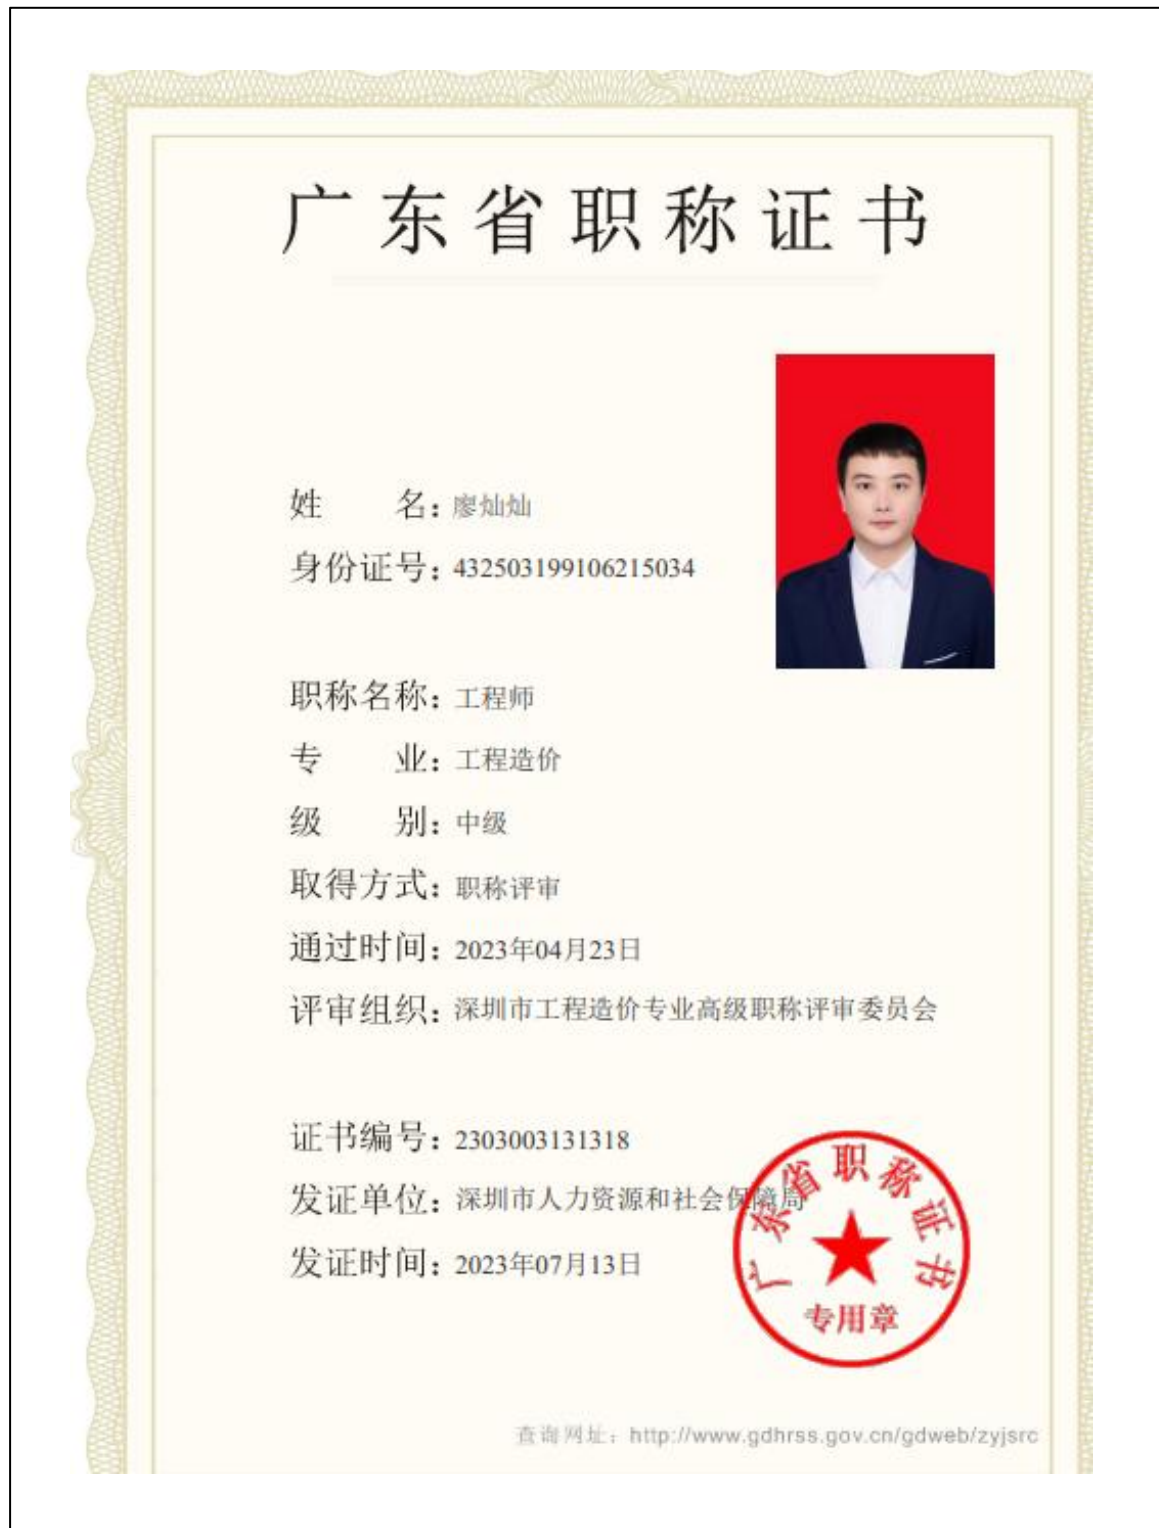 广东省职称证书
姓 名：廖灿灿
身份证号：432503199106215034
职称名称：工程师
专 业：工程造价
级 别：中级
取得方式：职称评审
通过时间：2023年04月23日
评审组织：深圳市工程造价专业高级职称评审委员会
证书编号：2303003131318
发证单位：深圳市人力资源和社会保障局
发证时间：2023年07月13日
广东省职称证书
专用章
查询网址：http://www.gdhrss.gov.cn/gdweb/zyjsrc